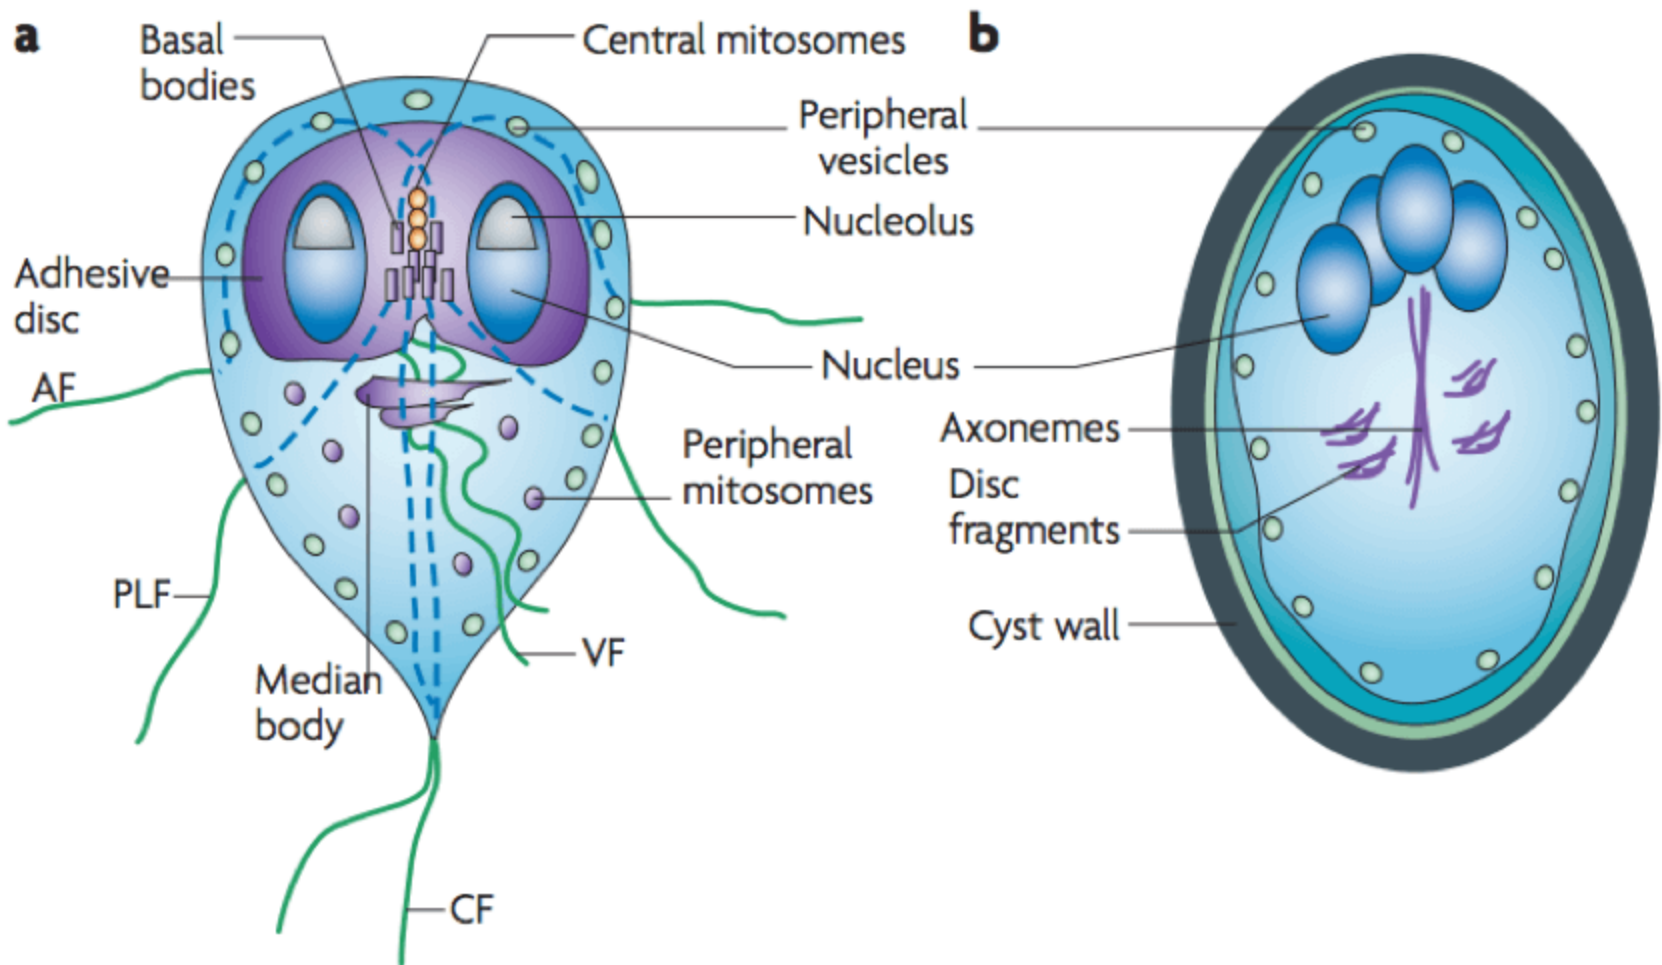 a
Basal
bodies
Central mitosomes
Peripheral
vesicles
Nucleolus
Adhesive
disc
AF
Nucleus
Peripheral
mitosomes
PLF
VF
Median
body
CF
b
Axonemes
Disc
fragments
Cyst wall